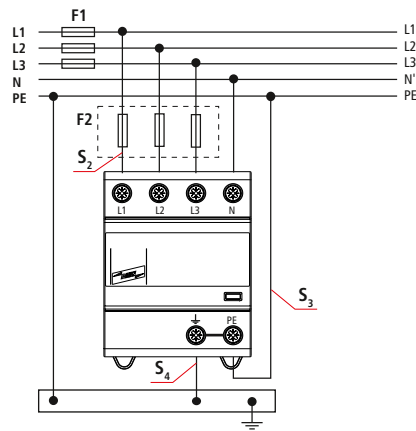 F1
L1 L1
L2 L2
L3 L3
N N'
PE PE
F2
S2
L1 L2 L3 N
S3
PE
S4